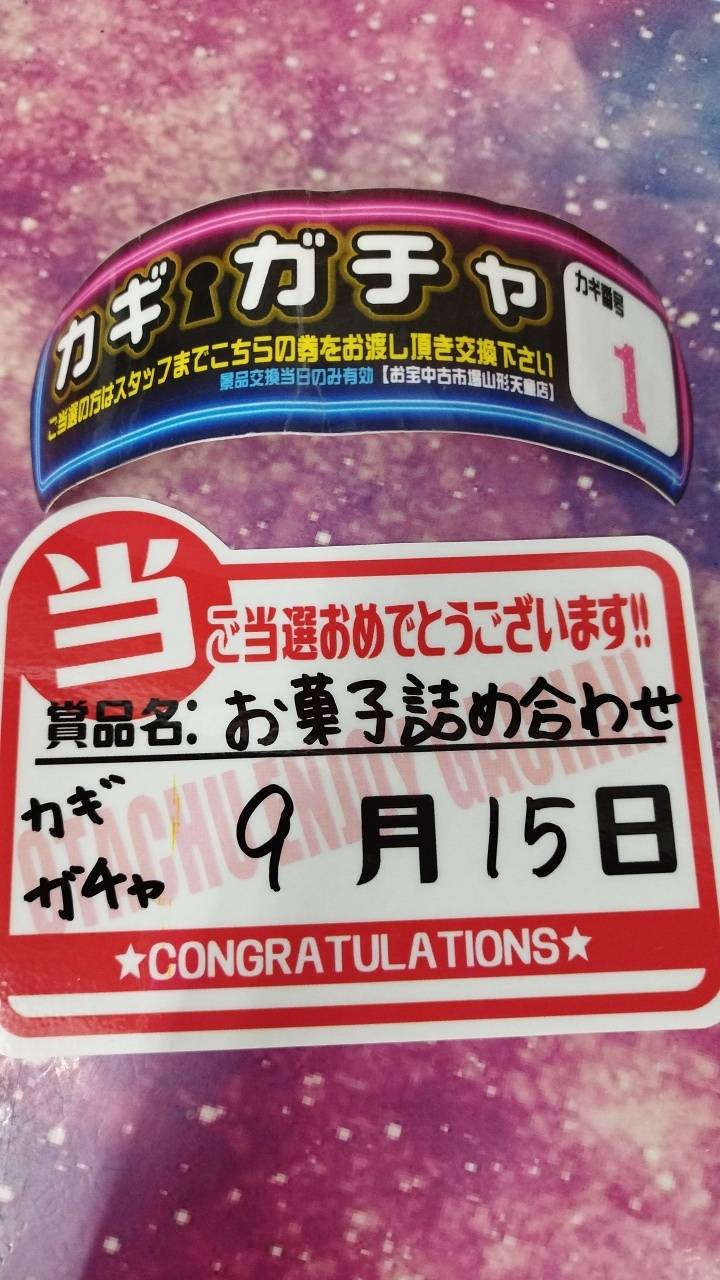 カギガチャ
カギ番号
1
ご当選の方はスタッフまでこちらの券をお渡し頂き交換下さい
景品交換当日のみ有効【お宝中古市場山形天童店】
当
ご当選おめでとうございます!!
賞品名: お菓子詰め合わせ
カギ
ガチャ
9月15日
OTACHU ENJOY GACHA!!
★CONGRATULATIONS★